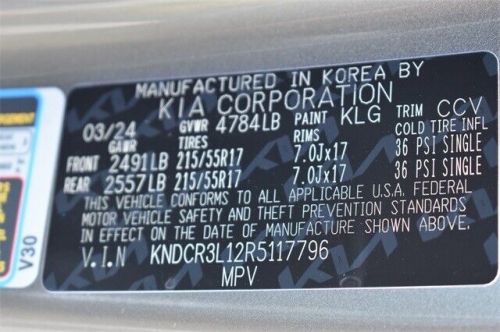 MANUFACTURED IN KOREA BY
KIA CORPORATION
03/24 GVWR 4784LB PAINT KLG TRIM CCV
GAWR TIRES RIMS COLD TIRE INFL
FRONT 2491LB 215/55R17 7.0Jx17 36 PSI SINGLE
REAR 2557LB 215/55R17 7.0Jx17 36 PSI SINGLE
THIS VEHICLE CONFORMS TO ALL APPLICABLE U.S.A. FEDERAL
MOTOR VEHICLE SAFETY AND THEFT PREVENTION STANDARDS
IN EFFECT ON THE DATE OF MANUFACTURE SHOWN ABOVE.
V.I.N KNDCR3L12R5117796
MPV
V30